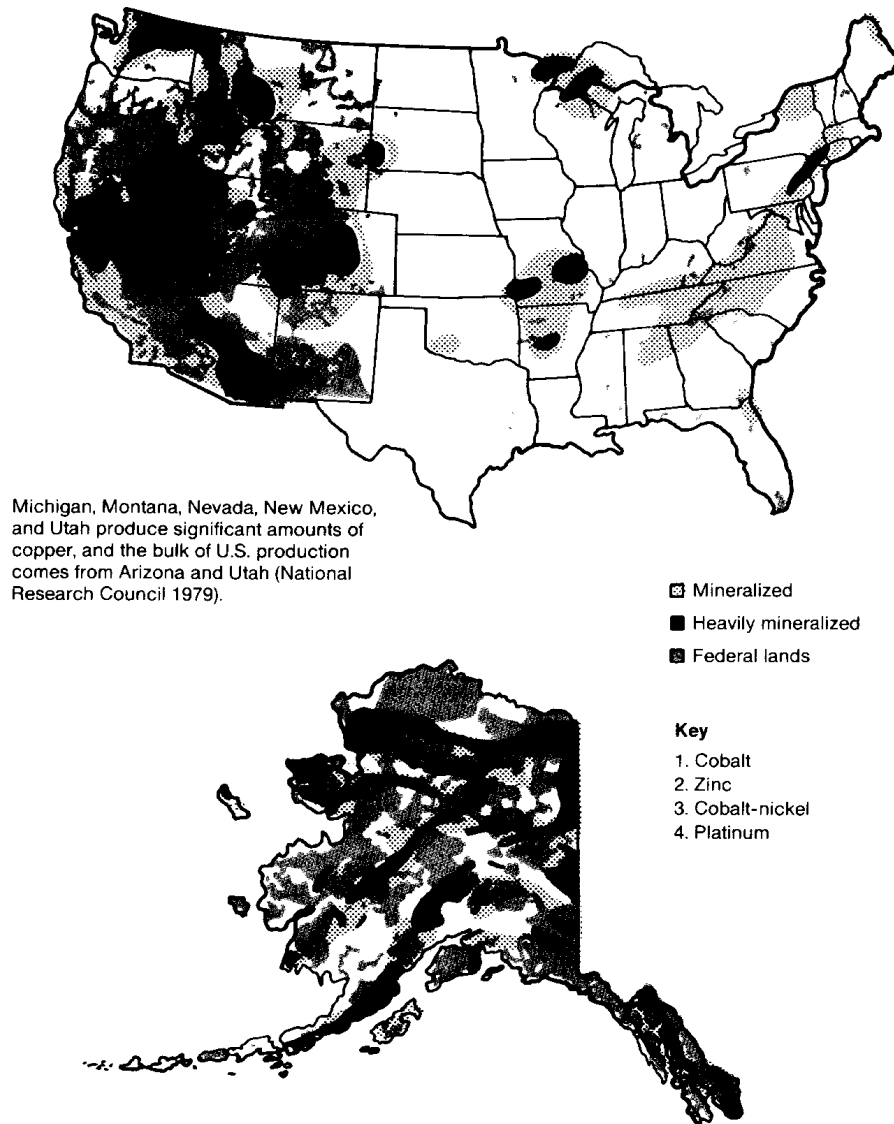 Michigan, Montana, Nevada, New Mexico,
and Utah produce significant amounts of
copper, and the bulk of U.S. production
comes from Arizona and Utah (National
Research Council 1979).
Mineralized
Heavily mineralized
Federal lands
Key
1. Cobalt
2. Zinc
3. Cobalt-nickel
4. Platinum